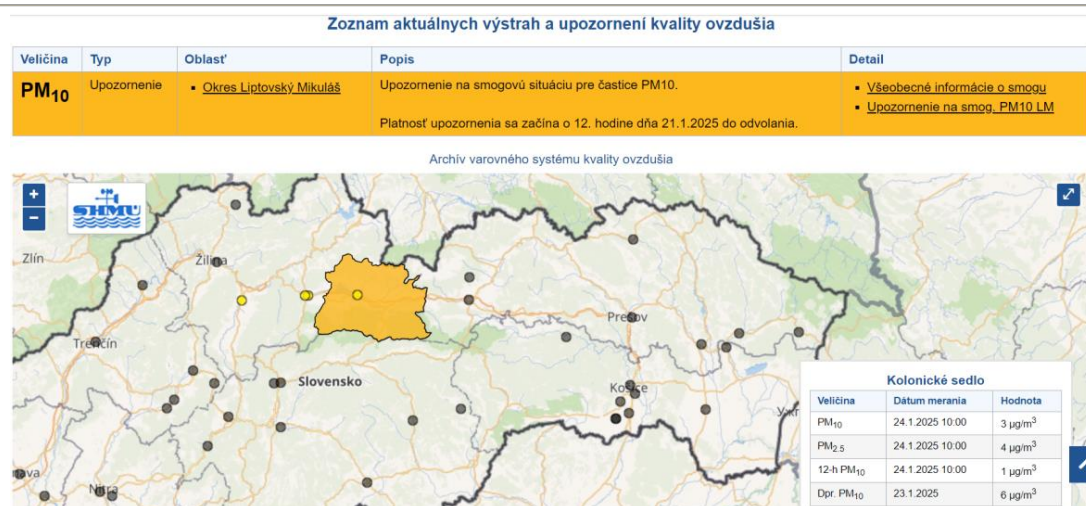 Zoznam aktuálnych výstrah a upozornení kvality ovzdušia
Veličina Typ Oblasť Popis Detail
PM10 Upozornenie Okres Liptovský Mikuláš Upozornenie na smogovú situáciu pre častice PM10. Všeobecné informácie o smogu
Platnosť upozornenia sa začína o 12. hodine dňa 21.1.2025 do odvolania. Upozornenie na smog. PM10 LM
Archív varovného systému kvality ovzdušia
+
−
SHMÚ
Zlín
Žilina
Prešov
Trenčín
Slovensko
Košice
Nitra
Kolonické sedlo
Veličina Dátum merania Hodnota
PM10 24.1.2025 10:00 3 µg/m3
PM2.5 24.1.2025 10:00 4 µg/m3
12-h PM10 24.1.2025 10:00 1 µg/m3
Dpr. PM10 23.1.2025 6 µg/m3